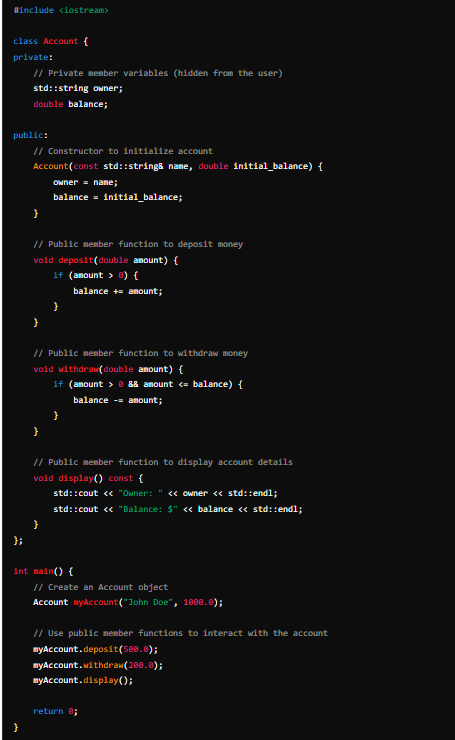 #include <iostream>
class Account {
private:
// Private member variables (hidden from the user)
std::string owner;
double balance;
public:
// Constructor to initialize account
Account(const std::string& name, double initial_balance) {
owner = name;
balance = initial_balance;
}
// Public member function to deposit money
void deposit(double amount) {
if (amount > 0) {
balance += amount;
}
}
// Public member function to withdraw money
void withdraw(double amount) {
if (amount > 0 && amount <= balance) {
balance -= amount;
}
}
// Public member function to display account details
void display() const {
std::cout << "Owner: " << owner << std::endl;
std::cout << "Balance: $" << balance << std::endl;
}
};
int main() {
// Create an Account object
Account myAccount("John Doe", 1000.0);
// Use public member functions to interact with the account
myAccount.deposit(500.0);
myAccount.withdraw(200.0);
myAccount.display();
return 0;
}